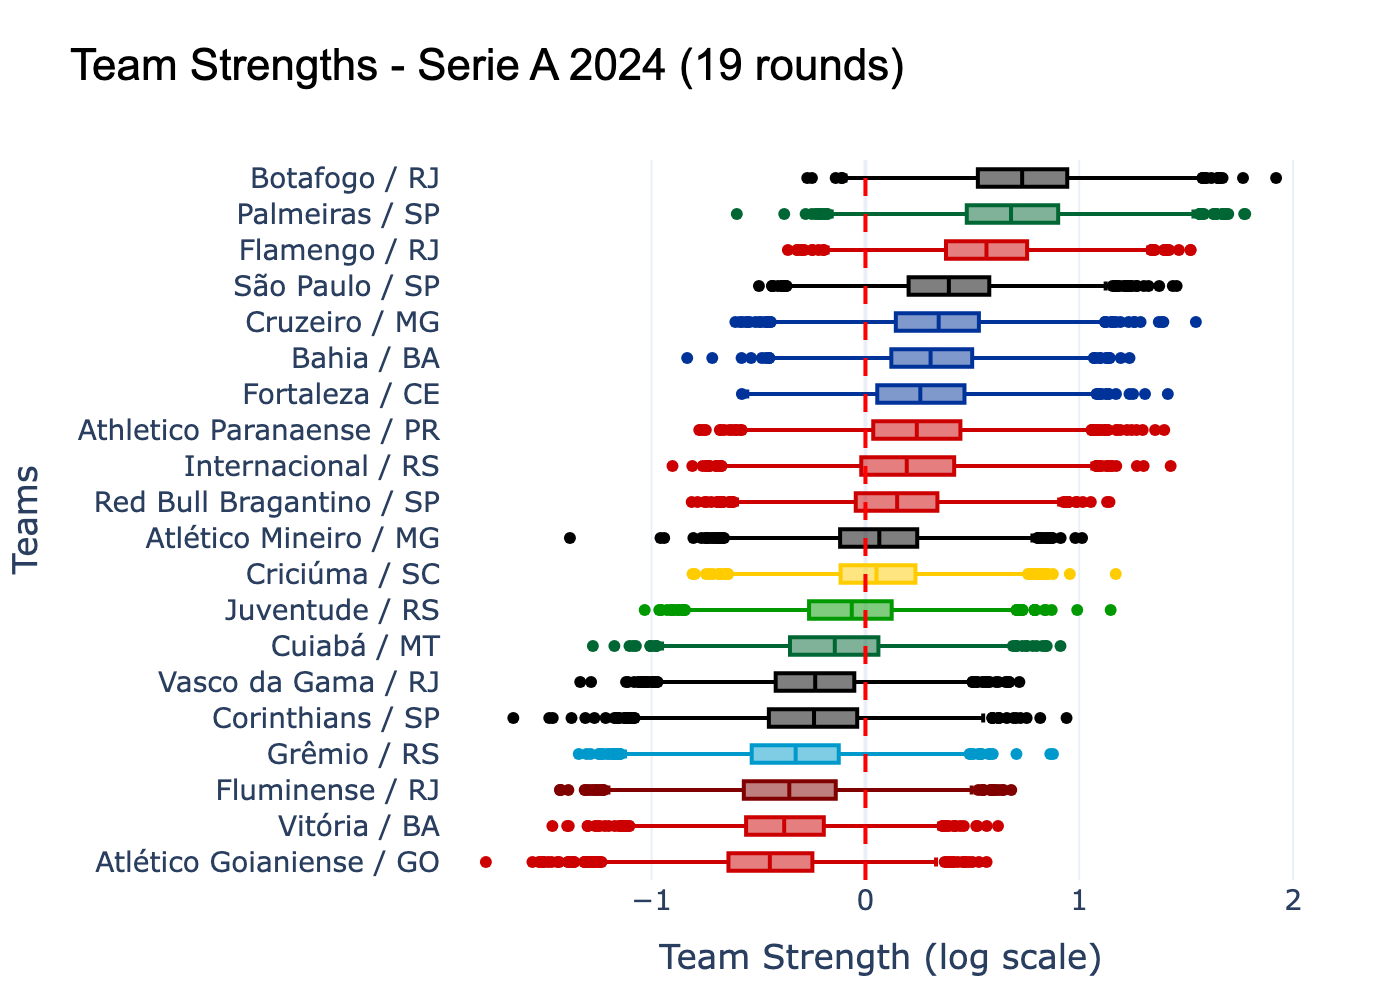 Team Strengths - Serie A 2024 (19 rounds)
Botafogo / RJ
Palmeiras / SP
Flamengo / RJ
São Paulo / SP
Cruzeiro / MG
Bahia / BA
Fortaleza / CE
Athletico Paranaense / PR
Internacional / RS
Red Bull Bragantino / SP
Atlético Mineiro / MG
Criciúma / SC
Juventude / RS
Cuiabá / MT
Vasco da Gama / RJ
Corinthians / SP
Grêmio / RS
Fluminense / RJ
Vitória / BA
Atlético Goianiense / GO
Teams
−1 0 1 2
Team Strength (log scale)